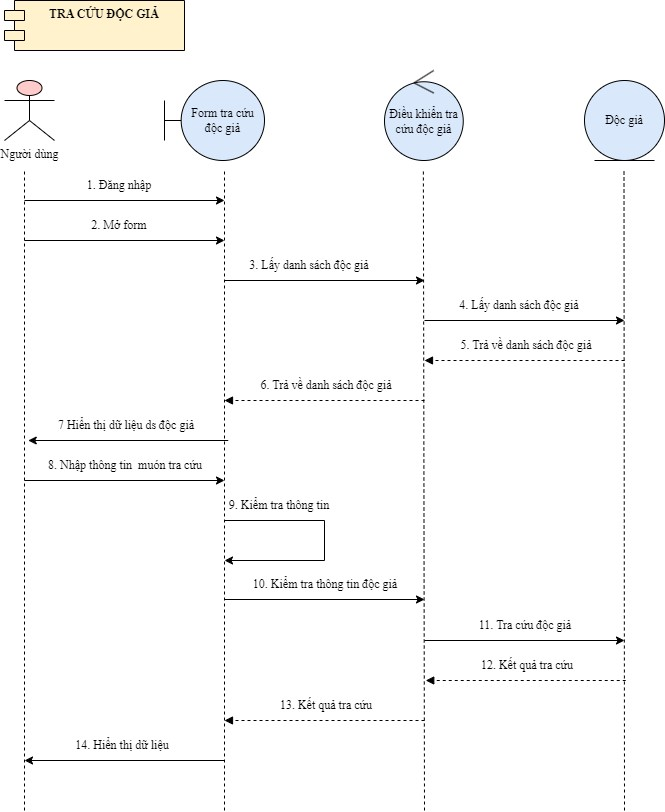 TRA CỨU ĐỘC GIẢ
Form tra cứu
độc giả
Điều khiển tra
cứu độc giả
Độc giả
Người dùng
1. Đăng nhập
2. Mở form
3. Lấy danh sách độc giả
4. Lấy danh sách độc giả
5. Trả về danh sách độc giả
6. Trả về danh sách độc giả
7 Hiển thị dữ liệu ds độc giả
8. Nhập thông tin muón tra cứu
9. Kiểm tra thông tin
10. Kiểm tra thông tin độc giả
11. Tra cứu độc giả
12. Kết quả tra cứu
13. Kết quả tra cứu
14. Hiển thị dữ liệu